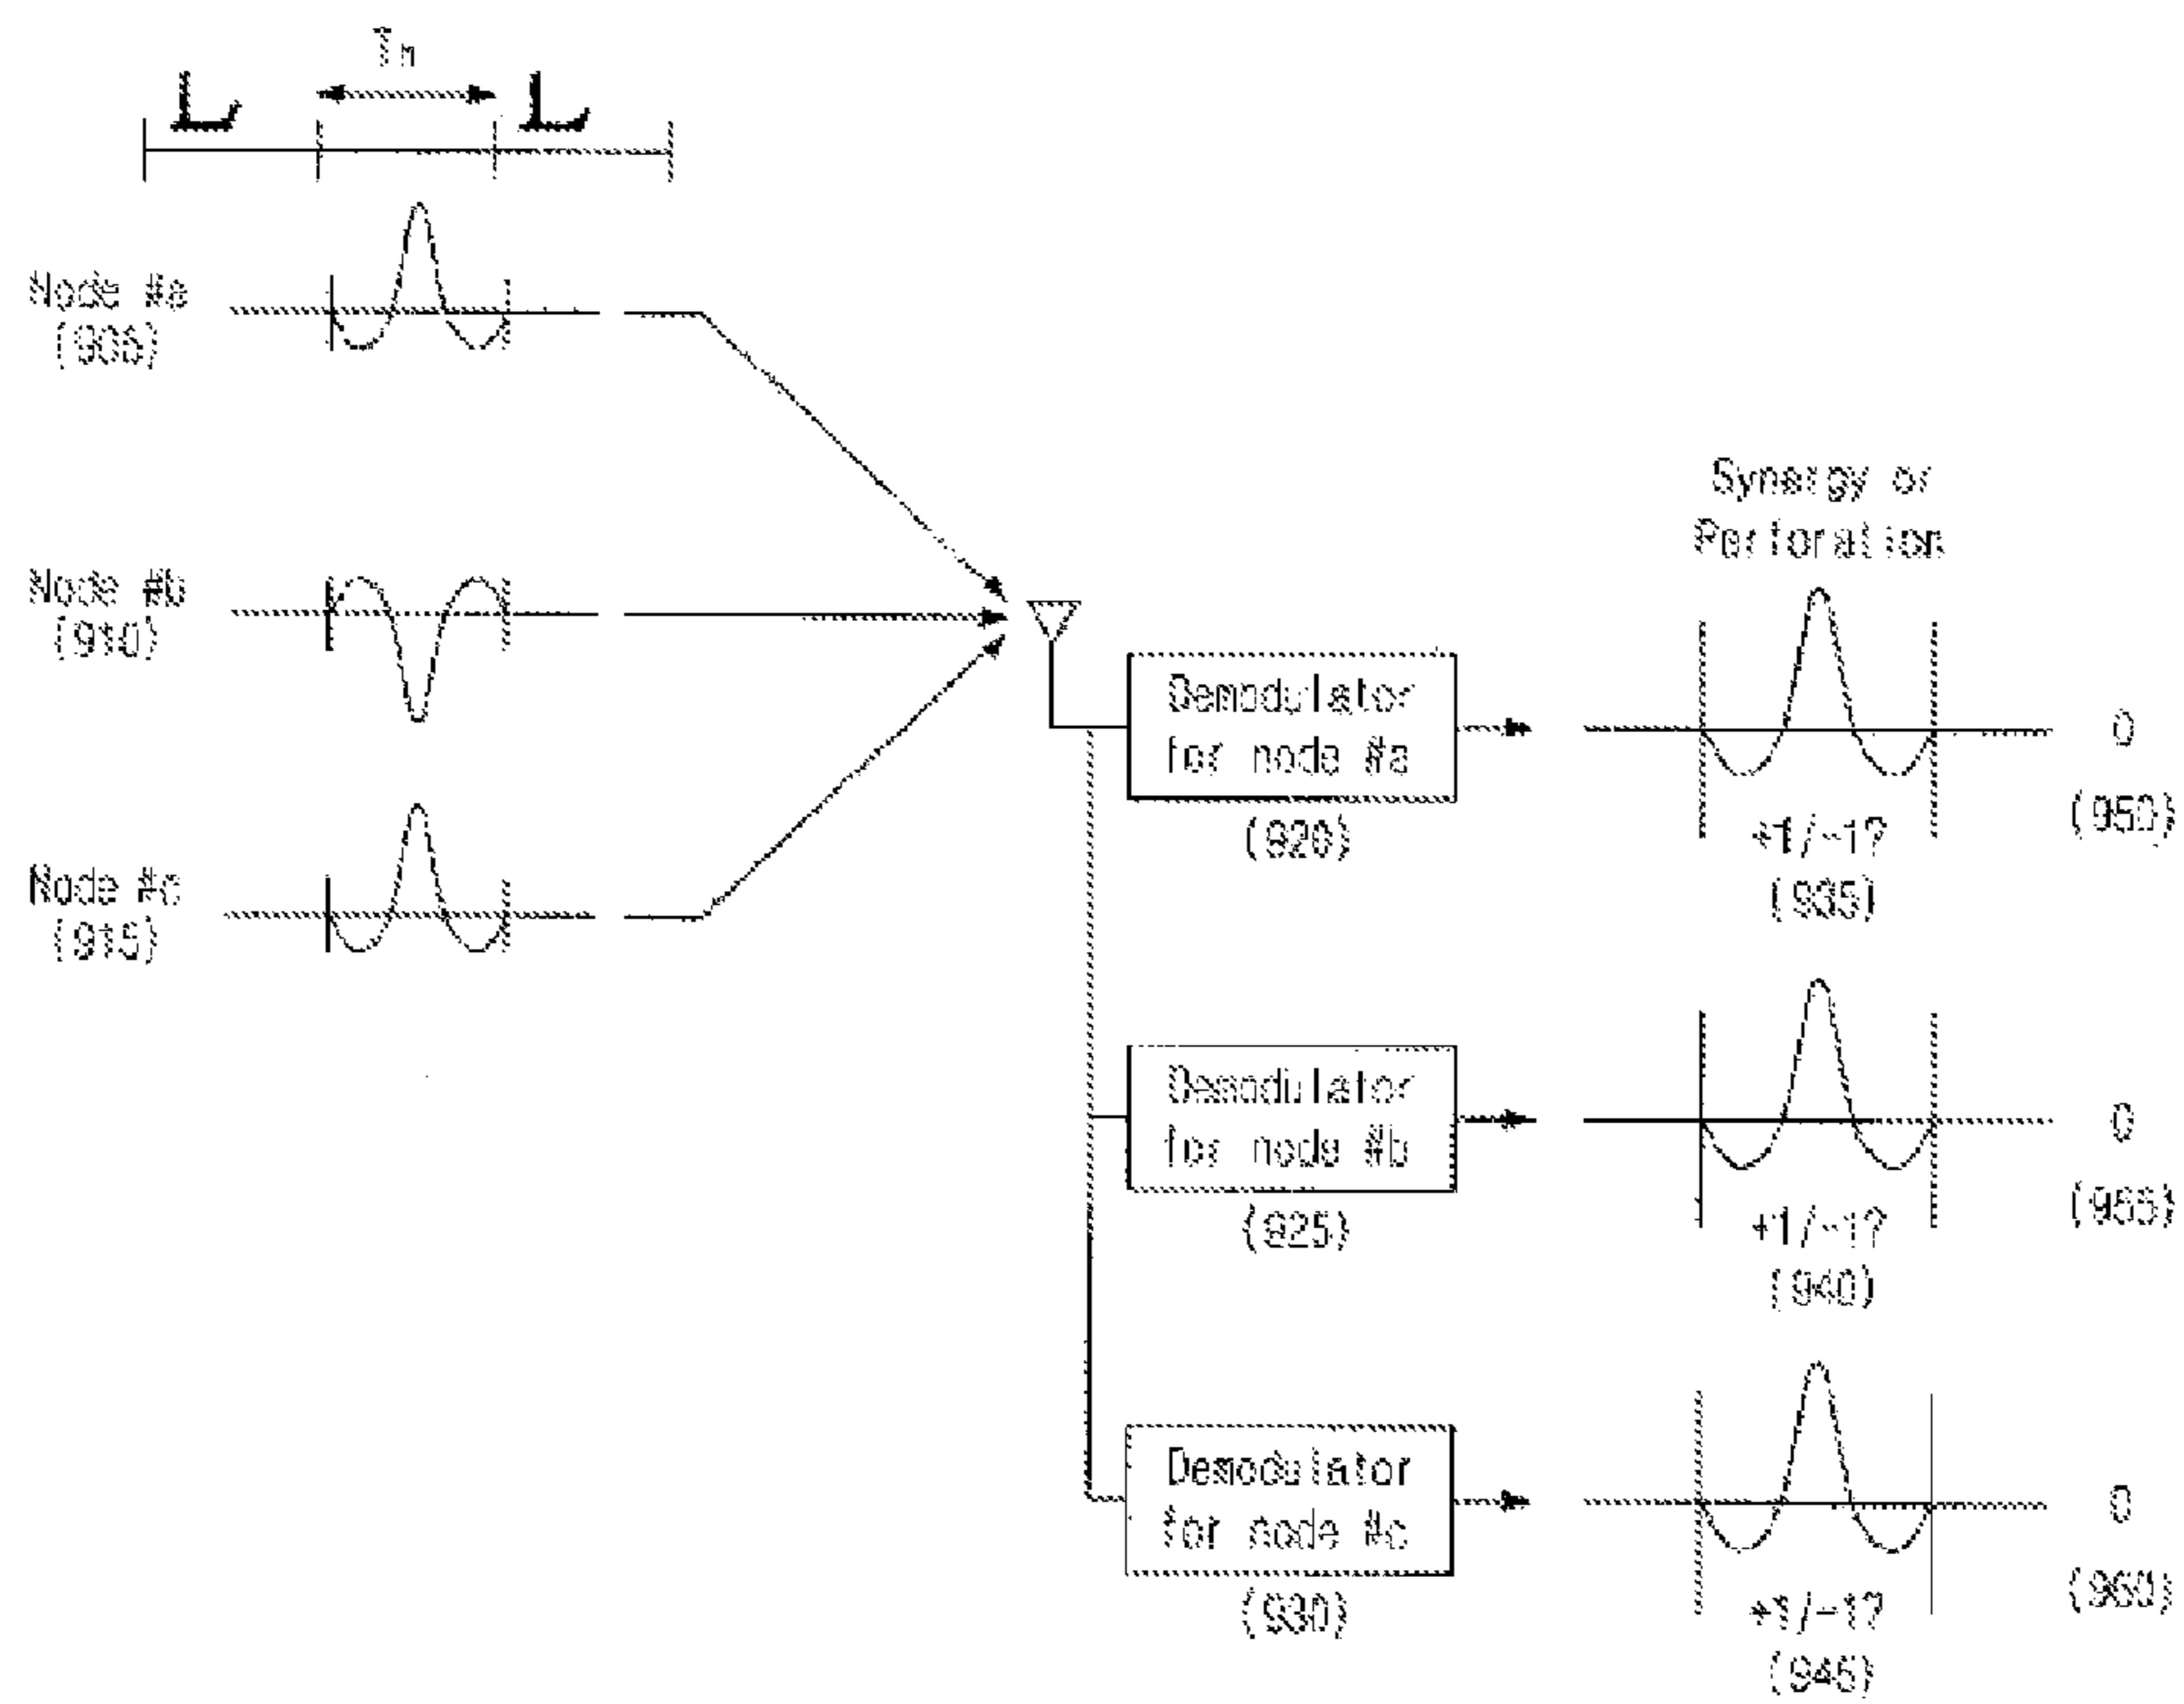 Tm
L L
Node #a
(905)
Node #b
(910)
Node #c
(915)
Synergy or
Perforation
Demodulator
for node #a
(920)
+1/-1?
(935)
0
(950)
Demodulator
for node #b
(925)
+1/-1?
(940)
0
(955)
Demodulator
for node #c
(930)
+1/-1?
(945)
0
(960)